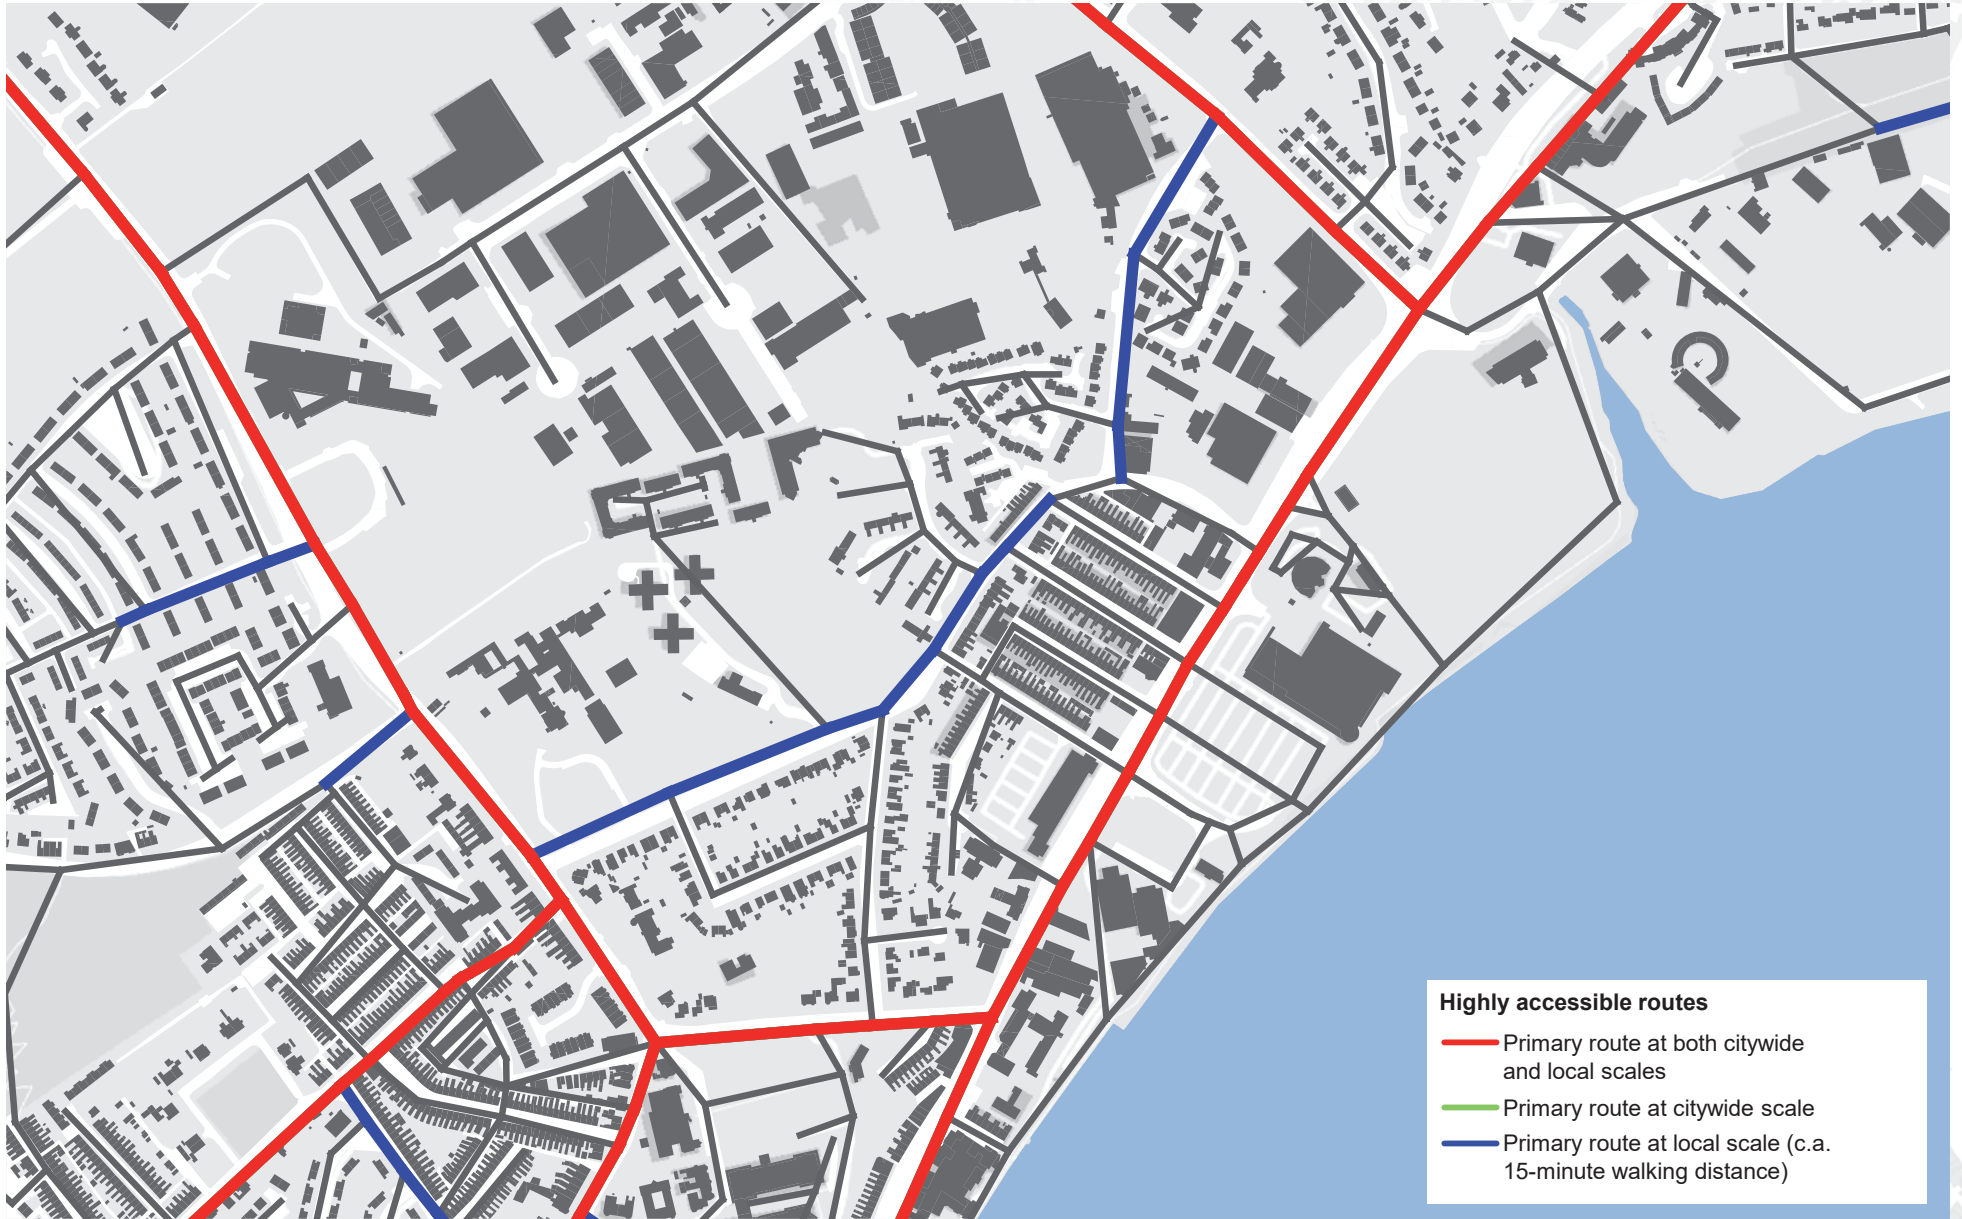 Highly accessible routes
Primary route at both citywide
and local scales
Primary route at citywide scale
Primary route at local scale (c.a.
15-minute walking distance)